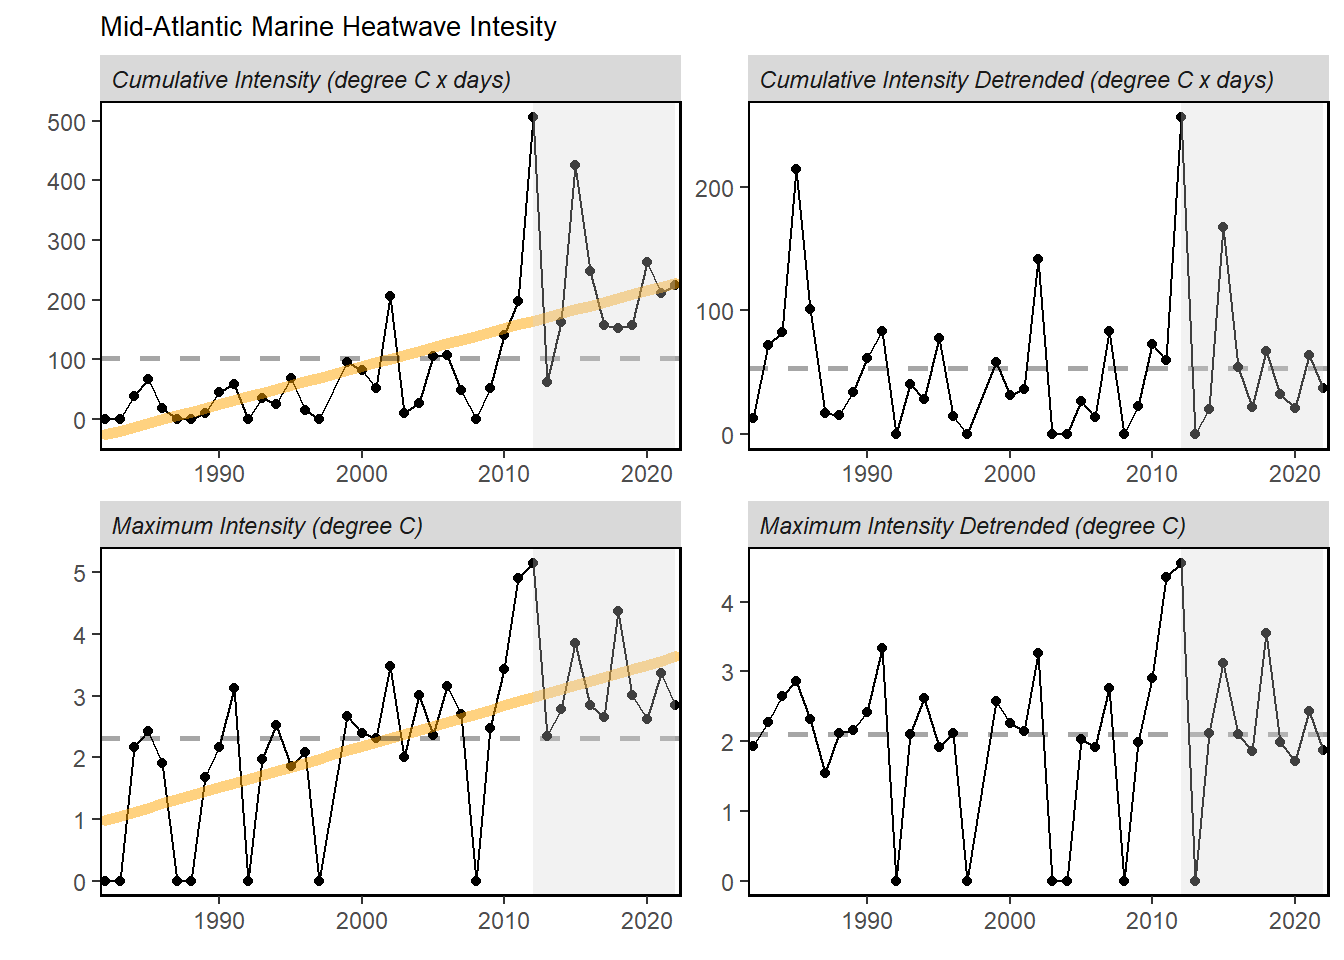 Mid-Atlantic Marine Heatwave Intesity
Cumulative Intensity (degree C x days)
500
400
300
200
100
0
1990 2000 2010 2020
Cumulative Intensity Detrended (degree C x days)
200
100
0
1990 2000 2010 2020
Maximum Intensity (degree C)
5
4
3
2
1
0
1990 2000 2010 2020
Maximum Intensity Detrended (degree C)
4
3
2
1
0
1990 2000 2010 2020